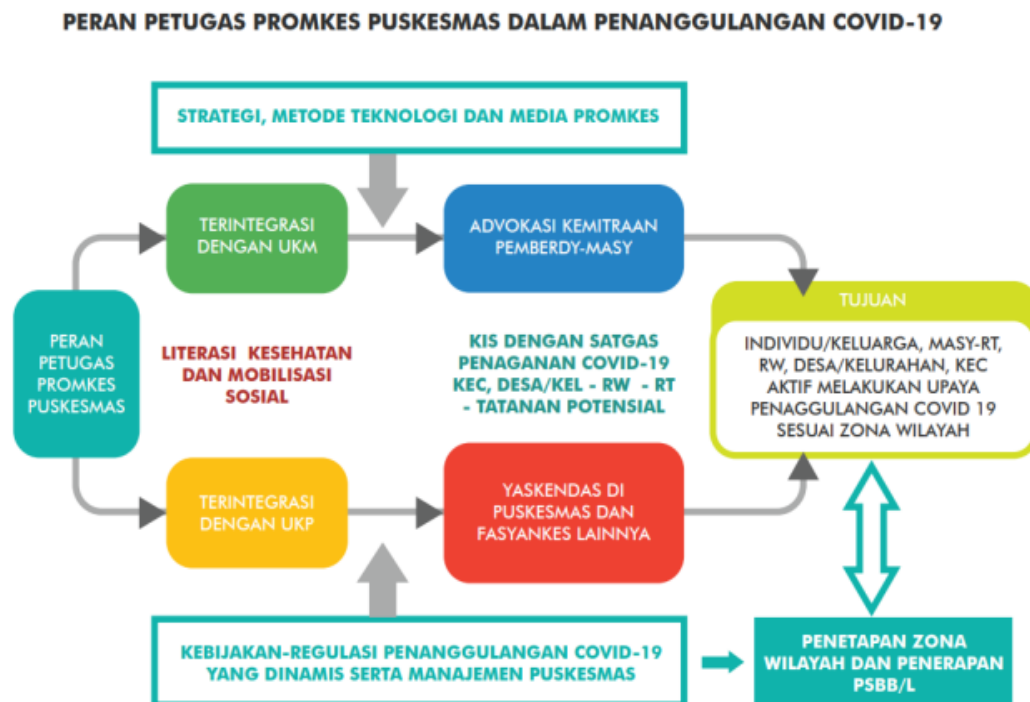 PERAN PETUGAS PROMKES PUSKESMAS DALAM PENANGGULANGAN COVID-19
STRATEGI, METODE TEKNOLOGI DAN MEDIA PROMKES
TERINTEGRASI
DENGAN UKM
ADVOKASI KEMITRAAN
PEMBERDY-MASY
PERAN
PETUGAS
PROMKES
PUSKESMAS
LITERASI KESEHATAN
DAN MOBILISASI
SOSIAL
KIS DENGAN SATGAS
PENAGANAN COVID-19
KEC, DESA/KEL - RW - RT
- TATANAN POTENSIAL
TUJUAN
INDIVIDU/KELUARGA, MASY-RT,
RW, DESA/KELURAHAN, KEC
AKTIF MELAKUKAN UPAYA
PENAGGULANGAN COVID 19
SESUAI ZONA WILAYAH
TERINTEGRASI
DENGAN UKP
YASKENDAS DI
PUSKESMAS DAN
FASYANKES LAINNYA
KEBIJAKAN-REGULASI PENANGGULANGAN COVID-19
YANG DINAMIS SERTA MANAJEMEN PUSKESMAS
PENETAPAN ZONA
WILAYAH DAN PENERAPAN
PSBB/L